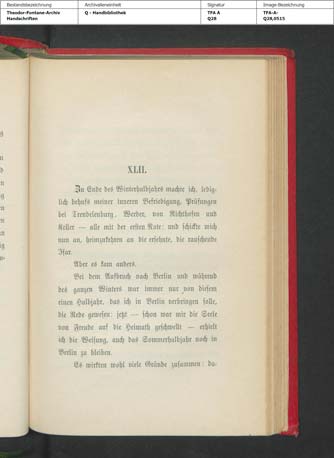 Bestandsbezeichnung Archivalieneinheit Signatur Image-Bezeichnung
Theodor-Fontane-Archiv Q - Handbibliothek TFA A TFA-A-
Handschriften Q28 Q28,0515
XLII.
Zu Ende des Winterhalbjahrs machte ich, ledig-
lich behufs meiner inneren Befriedigung, Prüfungen
bei Trendelenburg, Werder, von Richthofen und
Keller — alle mit der ersten Note: und schickte mich
nun an, heimzukehren an die ersehnte, die rauschende
Isar.
Aber es kam anders.
Bei dem Aufbruch nach Berlin und während
des ganzen Winters war immer nur von diesem
einen Halbjahr, das ich in Berlin verbringen solle,
die Rede gewesen: jetzt — schon war mir die Seele
von Freude auf die Heimath geschwellt — erhielt
ich die Weisung, auch das Sommerhalbjahr noch in
Berlin zu bleiben.
Es wirkten wohl viele Gründe zusammen: da-